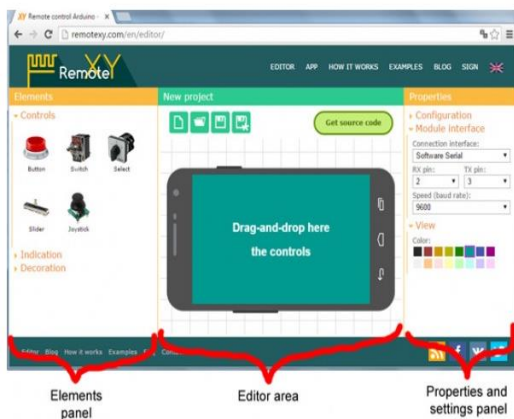 XY Remote control Arduino -
remotexy.com/en/editor/
RemoteXY
EDITOR APP HOW IT WORKS EXAMPLES BLOG SIGN
Elements
New project
Properties
Controls
Button
Switch
Select
Slider
Joystick
Indication
Decoration
Get source code
Drag-and-drop here
the controls
Configuration
Module interface
Connection interface:
Software Serial
RX pin:
TX pin:
2
3
Speed (baud rate):
9600
View
Color:
Editor Blog How it works Examples
Elements
panel
Editor area
Properties and
settings panel